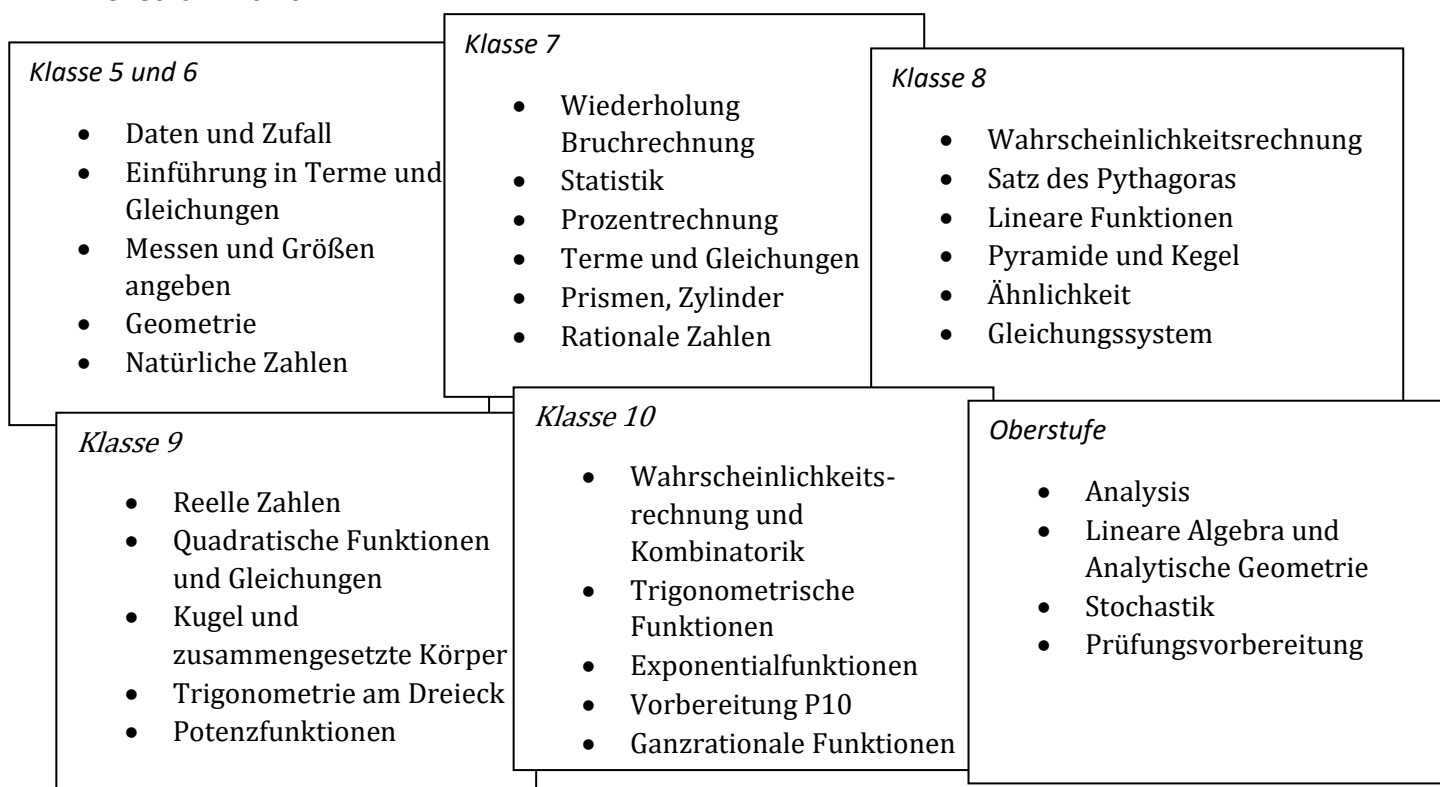 Klasse 5 und 6
• Daten und Zufall
• Einführung in Terme und
Gleichungen
• Messen und Größen
angeben
• Geometrie
• Natürliche Zahlen
Klasse 7
• Wiederholung
Bruchrechnung
• Statistik
• Prozentrechnung
• Terme und Gleichungen
• Prismen, Zylinder
• Rationale Zahlen
Klasse 8
• Wahrscheinlichkeitsrechnung
• Satz des Pythagoras
• Lineare Funktionen
• Pyramide und Kegel
• Ähnlichkeit
• Gleichungssystem
Klasse 9
• Reelle Zahlen
• Quadratische Funktionen
und Gleichungen
• Kugel und
zusammengesetzte Körper
• Trigonometrie am Dreieck
• Potenzfunktionen
Klasse 10
• Wahrscheinlichkeits-
rechnung und
Kombinatorik
• Trigonometrische
Funktionen
• Exponentialfunktionen
• Vorbereitung P10
• Ganzrationale Funktionen
Oberstufe
• Analysis
• Lineare Algebra und
Analytische Geometrie
• Stochastik
• Prüfungsvorbereitung